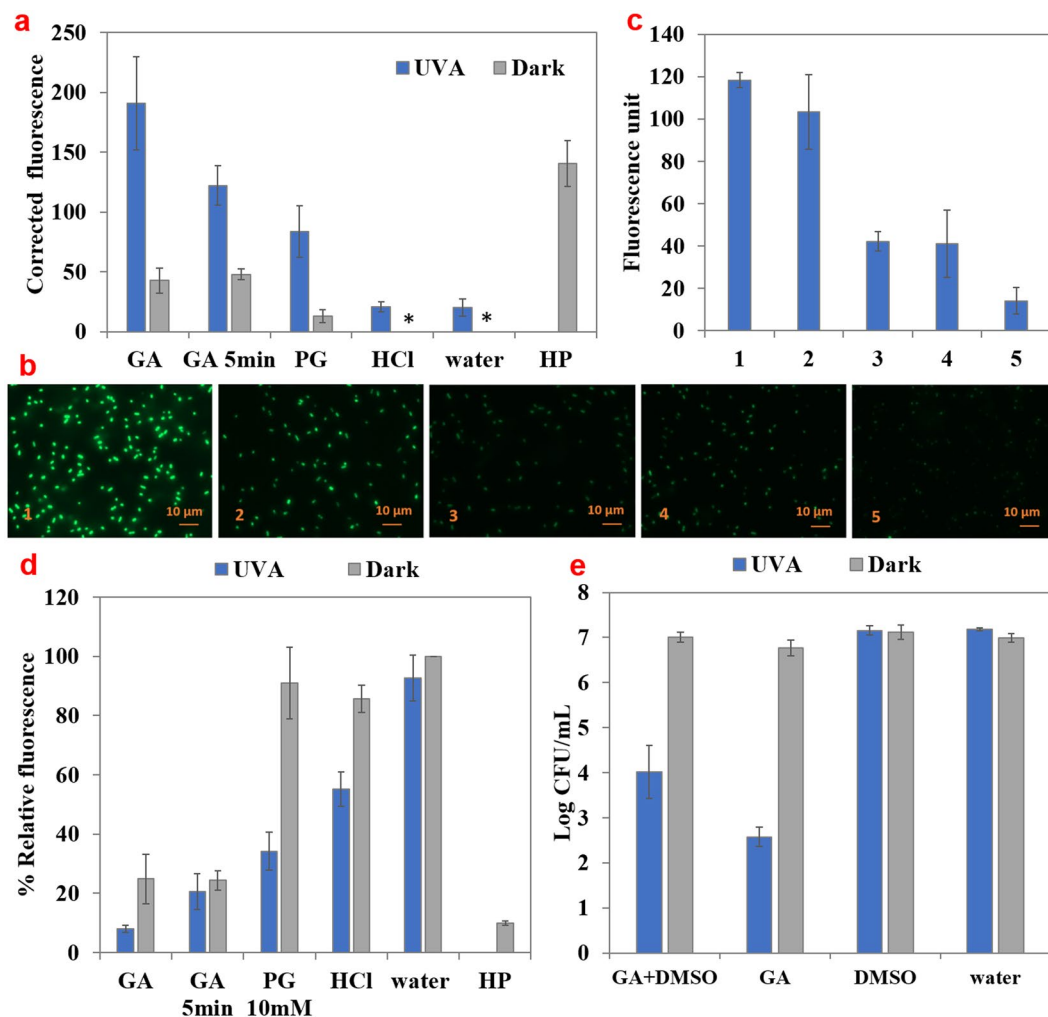 a
UVA
Dark
Corrected fluorescence
250
200
150
100
50
0
*
*
GA
GA 5min
PG
HCl
water
HP
c
Fluorescence unit
140
120
100
80
60
40
20
0
1
2
3
4
5
b
1
10 µm
2
10 µm
3
10 µm
4
10 µm
5
10 µm
d
UVA
Dark
% Relative fluorescence
120
100
80
60
40
20
0
GA
GA
5min
PG
10mM
HCl
water
HP
e
UVA
Dark
Log CFU/mL
8
7
6
5
4
3
2
1
0
GA+DMSO
GA
DMSO
water